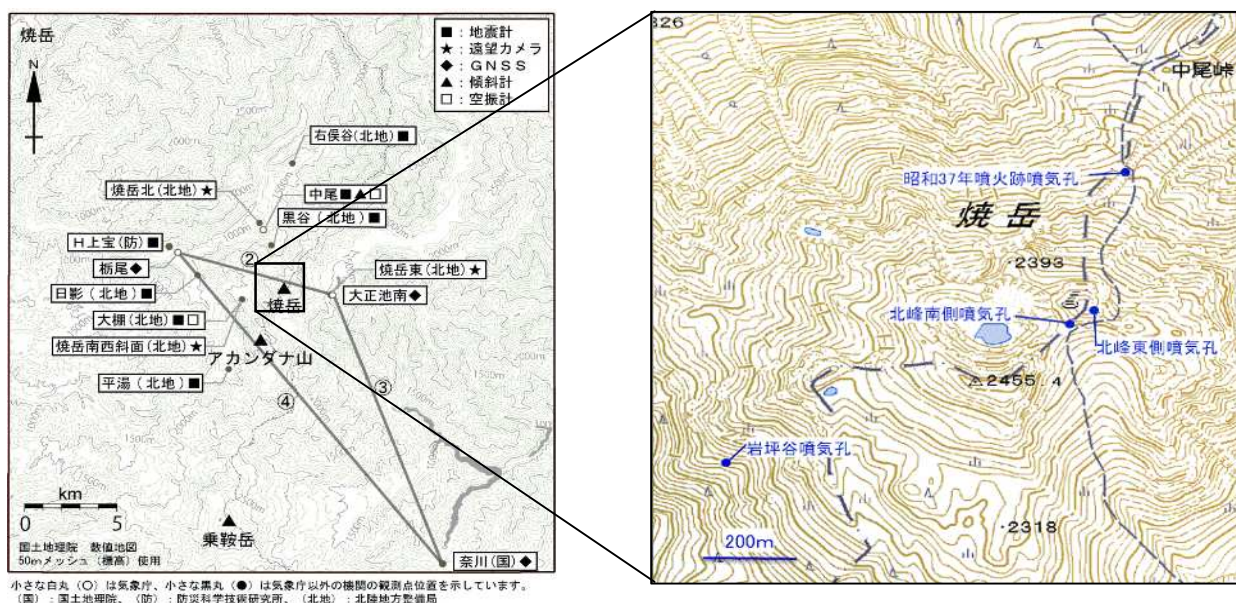 焼岳
N
■：地震計
★：遠望カメラ
◆：GNSS
▲：傾斜計
□：空振計
右俣谷(北地)■
焼岳北(北地)★
中尾■▲□
黒谷(北地)■
H上宝(防)■
栃尾◆
日影(北地)■
②
焼岳東(北地)★
焼岳
大正池南◆
大棚(北地)■□
焼岳南西斜面(北地)★
アカンダナ山
平湯(北地)■
③
④
km
0 5
乗鞍岳
国土地理院 数値地図
50mメッシュ(標高)使用
奈川(国)◆
小さな白丸(○)は気象庁、小さな黒丸(●)は気象庁以外の機関の観測点位置を示しています。
(国)：国土地理院、(防)：防災科学技術研究所、(北地)：北陸地方整備局
326
中尾峠
昭和37年噴火跡噴気孔
焼岳
・2393
北峰南側噴気孔
北峰東側噴気孔
△2455.4
岩坪谷噴気孔
・2318
200m